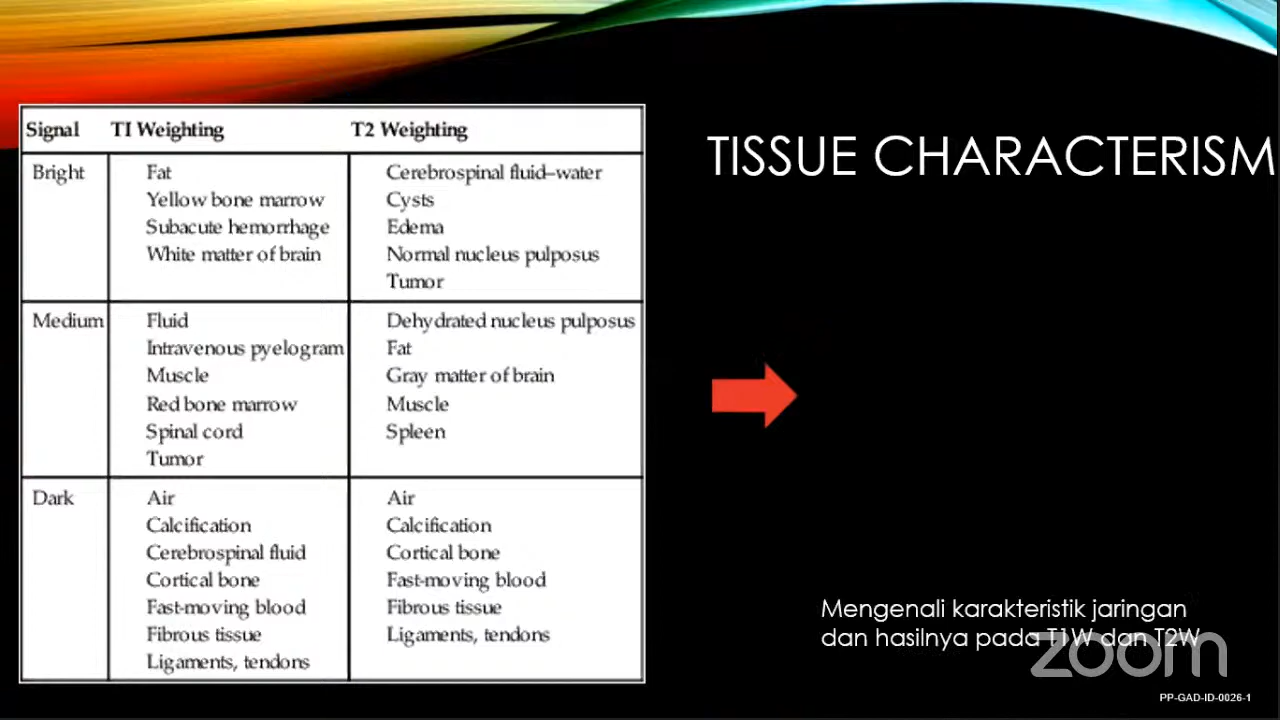 Signal T1 Weighting T2 Weighting
Bright Fat Cerebrospinal fluid–water
Yellow bone marrow Cysts
Subacute hemorrhage Edema
White matter of brain Normal nucleus pulposus
Tumor
Medium Fluid Dehydrated nucleus pulposus
Intravenous pyelogram Fat
Muscle Gray matter of brain
Red bone marrow Muscle
Spinal cord Spleen
Tumor
Dark Air Air
Calcification Calcification
Cerebrospinal fluid Cortical bone
Cortical bone Fast-moving blood
Fast-moving blood Fibrous tissue
Fibrous tissue Ligaments, tendons
Ligaments, tendons
TISSUE CHARACTERISM
Mengenali karakteristik jaringan
dan hasilnya pada T1W dan T2W
zoom
PP-GAD-ID-0026-1